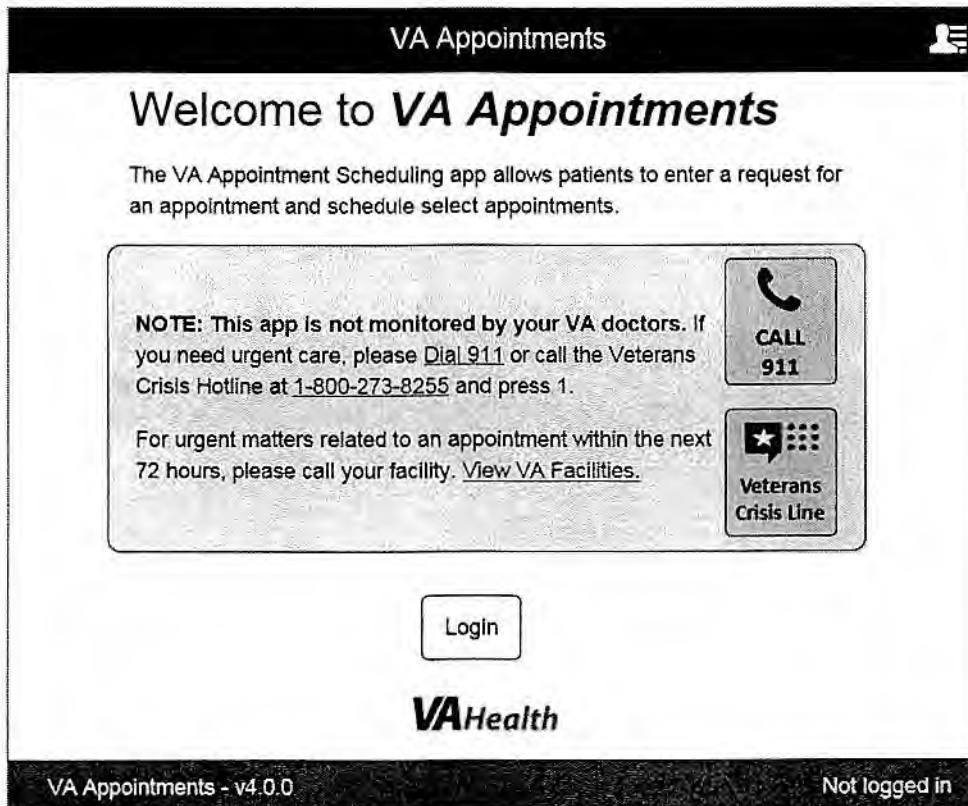 VA Appointments
Welcome to VA Appointments
The VA Appointment Scheduling app allows patients to enter a request for
an appointment and schedule select appointments.
NOTE: This app is not monitored by your VA doctors. If
you need urgent care, please Dial 911 or call the Veterans
Crisis Hotline at 1-800-273-8255 and press 1.
For urgent matters related to an appointment within the next
72 hours, please call your facility. View VA Facilities.
CALL
911
Veterans
Crisis Line
Login
VAHealth
VA Appointments - v4.0.0
Not logged in